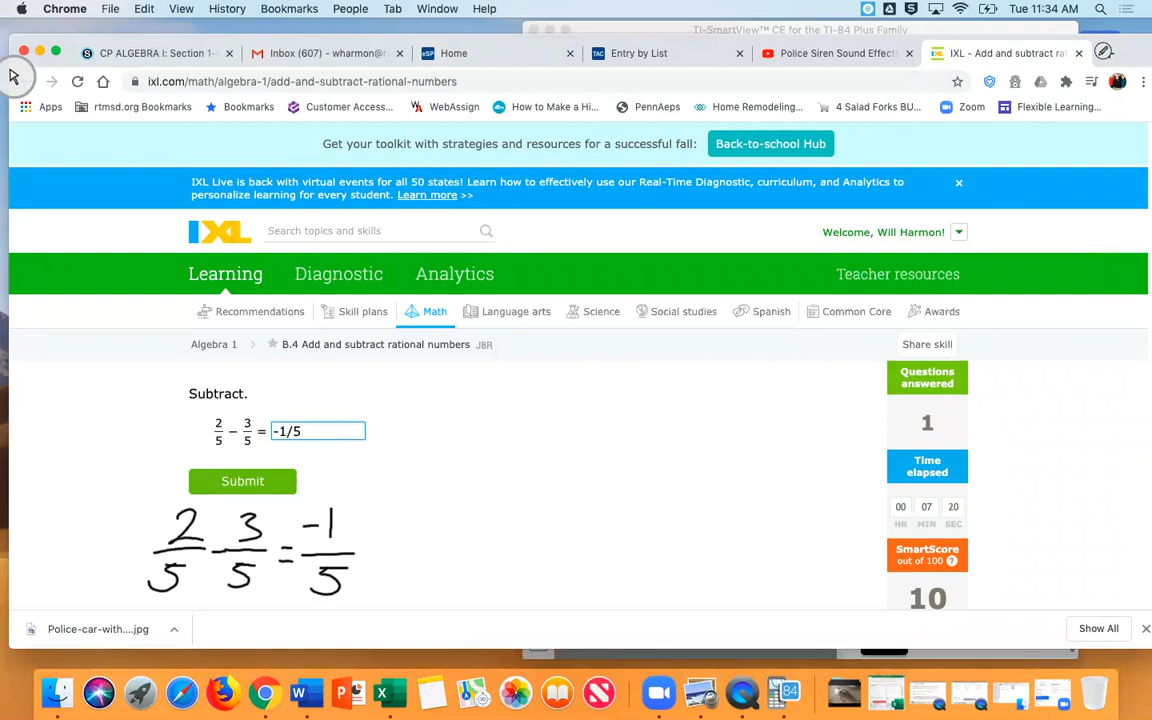 Chrome File Edit View History Bookmarks People Tab Window Help Tue 11:34 AM
TI-SmartView™ CE for the TI-84 Plus Family
CP ALGEBRA I: Section 1- Inbox (607) - wharmon@ Home Entry by List Police Siren Sound Effect IXL - Add and subtract ra
ixl.com/math/algebra-1/add-and-subtract-rational-numbers
Apps rtmsd.org Bookmarks Bookmarks Customer Access... WebAssign How to Make a Hi... PennAeps Home Remodeling... 4 Salad Forks BU... Zoom Flexible Learning...
Get your toolkit with strategies and resources for a successful fall: Back-to-school Hub
IXL Live is back with virtual events for all 50 states! Learn how to effectively use our Real-Time Diagnostic, curriculum, and Analytics to
personalize learning for every student. Learn more >>
IXL Search topics and skills Welcome, Will Harmon!
Learning Diagnostic Analytics Teacher resources
Recommendations Skill plans Math Language arts Science Social studies Spanish Common Core Awards
Algebra 1 > B.4 Add and subtract rational numbers J8R Share skill
Questions
answered
1
Subtract.
2/5 − 3/5 = -1/5
Submit
Time
elapsed
00 07 20
HR MIN SEC
SmartScore
out of 100 ?
10
2/5 - 3/5 = -1/5
Police-car-with....jpg Show All
84